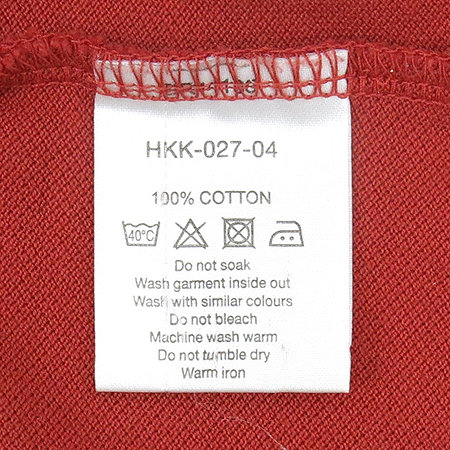 HKK-027-04
100% COTTON
40°C
Do not soak
Wash garment inside out
Wash with similar colours
Do not bleach
Machine wash warm
Do not tumble dry
Warm iron